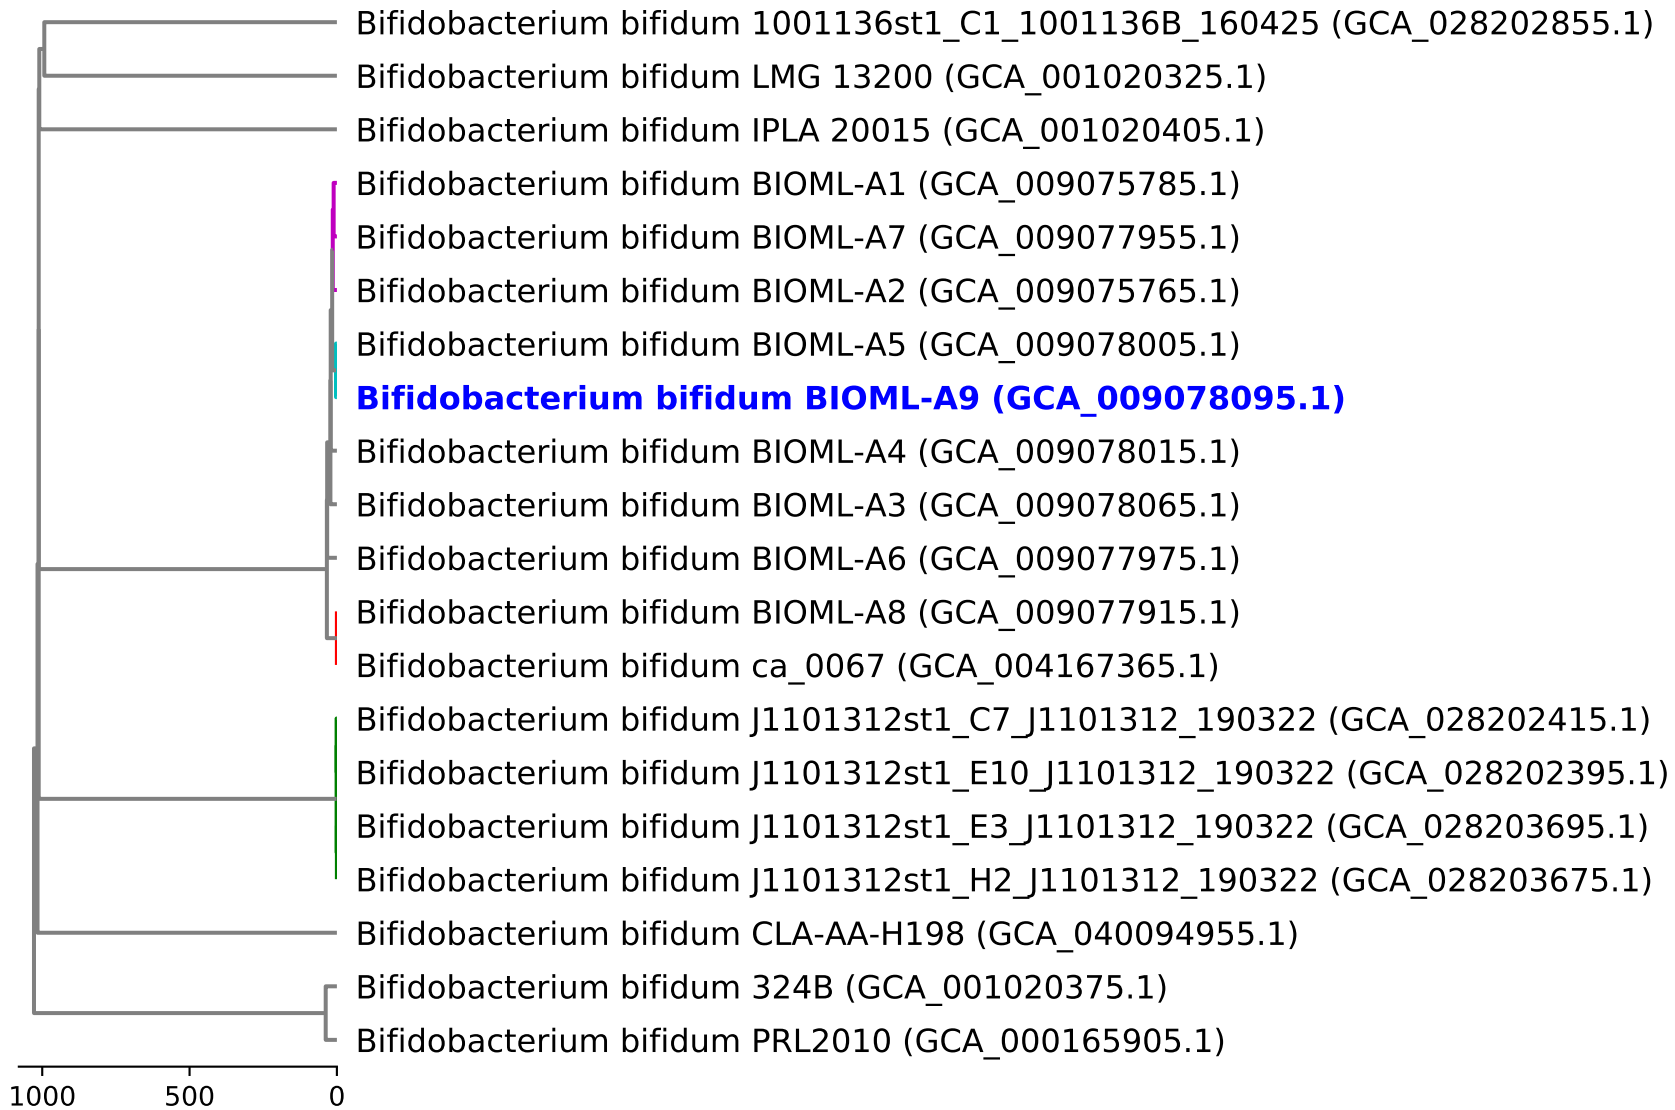 Bifidobacterium bifidum 1001136st1_C1_1001136B_160425 (GCA_028202855.1)
Bifidobacterium bifidum LMG 13200 (GCA_001020325.1)
Bifidobacterium bifidum IPLA 20015 (GCA_001020405.1)
Bifidobacterium bifidum BIOML-A1 (GCA_009075785.1)
Bifidobacterium bifidum BIOML-A7 (GCA_009077955.1)
Bifidobacterium bifidum BIOML-A2 (GCA_009075765.1)
Bifidobacterium bifidum BIOML-A5 (GCA_009078005.1)
Bifidobacterium bifidum BIOML-A9 (GCA_009078095.1)
Bifidobacterium bifidum BIOML-A4 (GCA_009078015.1)
Bifidobacterium bifidum BIOML-A3 (GCA_009078065.1)
Bifidobacterium bifidum BIOML-A6 (GCA_009077975.1)
Bifidobacterium bifidum BIOML-A8 (GCA_009077915.1)
Bifidobacterium bifidum ca_0067 (GCA_004167365.1)
Bifidobacterium bifidum J1101312st1_C7_J1101312_190322 (GCA_028202415.1)
Bifidobacterium bifidum J1101312st1_E10_J1101312_190322 (GCA_028202395.1)
Bifidobacterium bifidum J1101312st1_E3_J1101312_190322 (GCA_028203695.1)
Bifidobacterium bifidum J1101312st1_H2_J1101312_190322 (GCA_028203675.1)
Bifidobacterium bifidum CLA-AA-H198 (GCA_040094955.1)
Bifidobacterium bifidum 324B (GCA_001020375.1)
Bifidobacterium bifidum PRL2010 (GCA_000165905.1)
1000 500 0